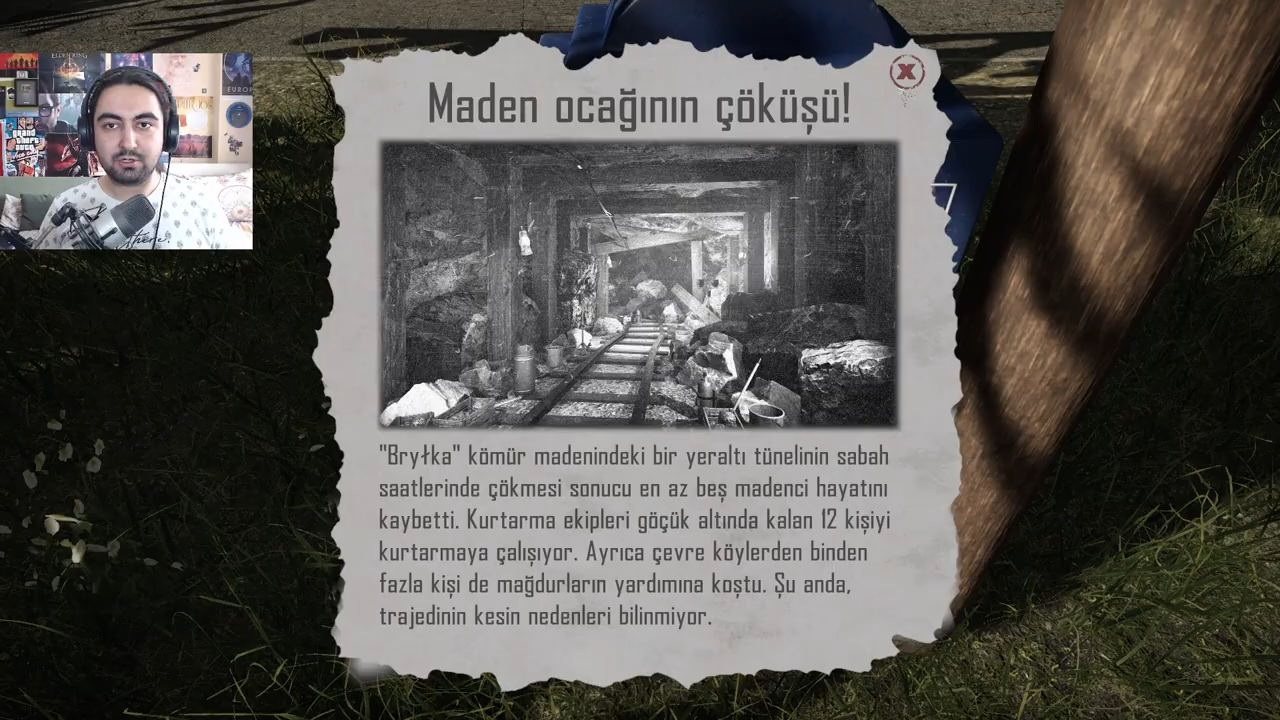 Maden ocağının çöküşü!
"Bryłka" kömür madenindeki bir yeraltı tünelinin sabah
saatlerinde çökmesi sonucu en az beş madenci hayatını
kaybetti. Kurtarma ekipleri göçük altında kalan 12 kişiyi
kurtarmaya çalışıyor. Ayrıca çevre köylerden binden
fazla kişi de mağdurların yardımına koştu. Şu anda,
trajedinin kesin nedenleri bilinmiyor.